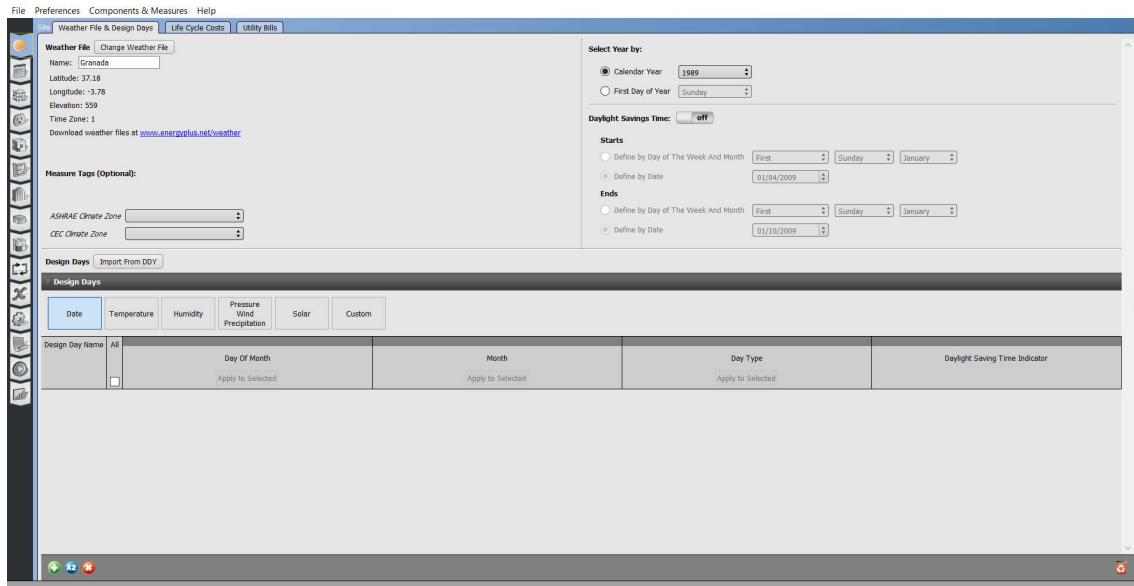 File Preferences Components & Measures Help
Site Weather File & Design Days Life Cycle Costs Utility Bills
Weather File Change Weather File
Name: Granada
Latitude: 37.18
Longitude: -3.78
Elevation: 559
Time Zone: 1
Download weather files at www.energyplus.net/weather
Measure Tags (Optional):
ASHRAE Climate Zone
CEC Climate Zone
Select Year by:
Calendar Year 1989
First Day of Year Sunday
Daylight Savings Time: off
Starts
Define by Day of The Week And Month First Sunday January
Define by Date 01/04/2009
Ends
Define by Day of The Week And Month First Sunday January
Define by Date 01/10/2009
Design Days Import From DDY
Design Days
Date Temperature Humidity Pressure Wind Precipitation Solar Custom
Design Day Name All
Day Of Month Month Day Type Daylight Saving Time Indicator
Apply to Selected Apply to Selected Apply to Selected
x2